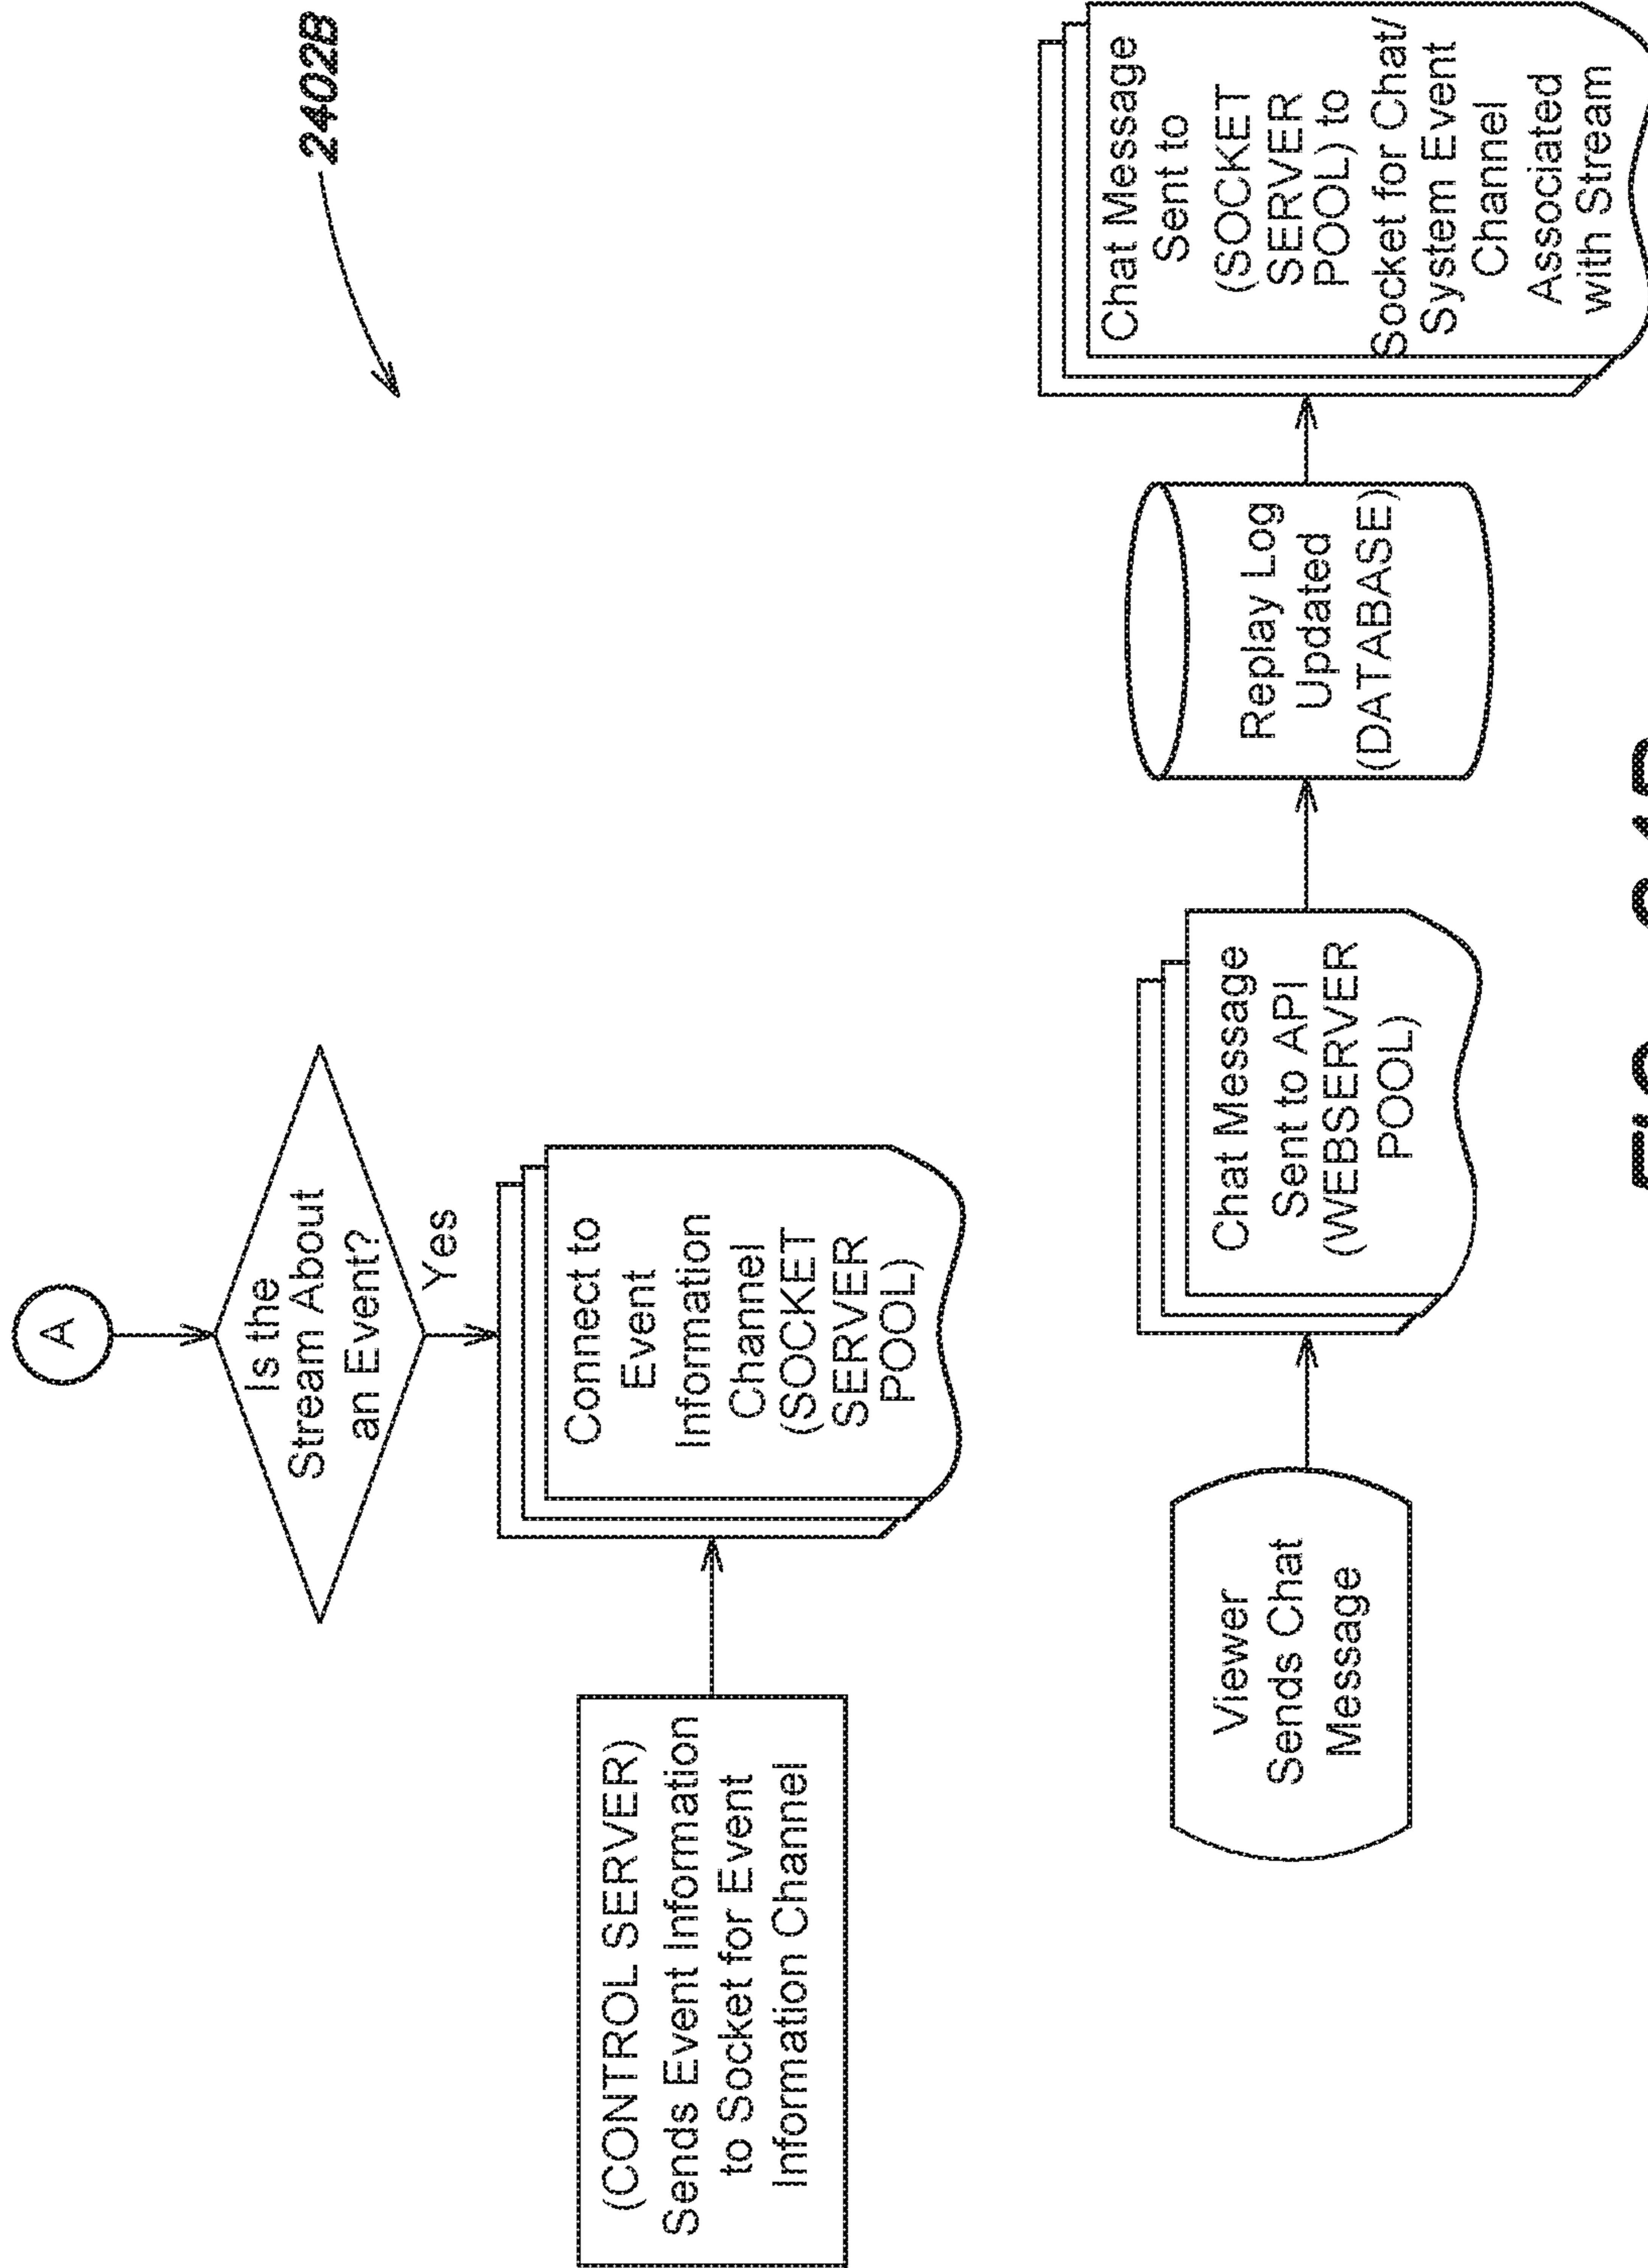 2402B
A
Is the
Stream About
an Event?
Yes
(CONTROL SERVER)
Sends Event Information
to Socket for Event
Information Channel
Connect to
Event
Information
Channel
(SOCKET
SERVER
POOL)
Viewer
Sends Chat
Message
Chat Message
Sent to API
(WEBSERVER
POOL)
Replay Log
Updated
(DATABASE)
Chat Message
Sent to
(SOCKET
SERVER
POOL) to
Socket for Chat/
System Event
Channel
Associated
with Stream